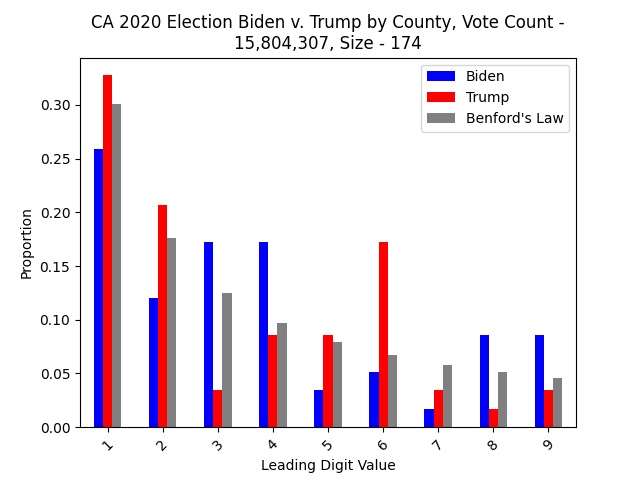 CA 2020 Election Biden v. Trump by County, Vote Count -
15,804,307, Size - 174
Biden
Trump
Benford's Law
Proportion
0.30
0.25
0.20
0.15
0.10
0.05
0.00
1 2 3 4 5 6 7 8 9
Leading Digit Value